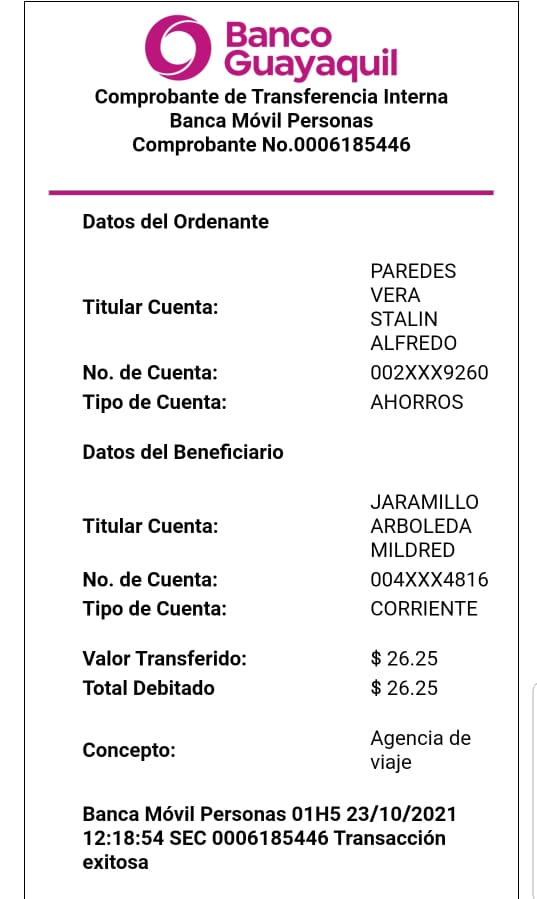 Banco
Guayaquil
Comprobante de Transferencia Interna
Banca Móvil Personas
Comprobante No.0006185446
Datos del Ordenante
Titular Cuenta:
PAREDES
VERA
STALIN
ALFREDO
No. de Cuenta: 002XXX9260
Tipo de Cuenta: AHORROS
Datos del Beneficiario
Titular Cuenta:
JARAMILLO
ARBOLEDA
MILDRED
No. de Cuenta: 004XXX4816
Tipo de Cuenta: CORRIENTE
Valor Transferido: $ 26.25
Total Debitado $ 26.25
Concepto:
Agencia de
viaje
Banca Móvil Personas 01H5 23/10/2021
12:18:54 SEC 0006185446 Transacción
exitosa